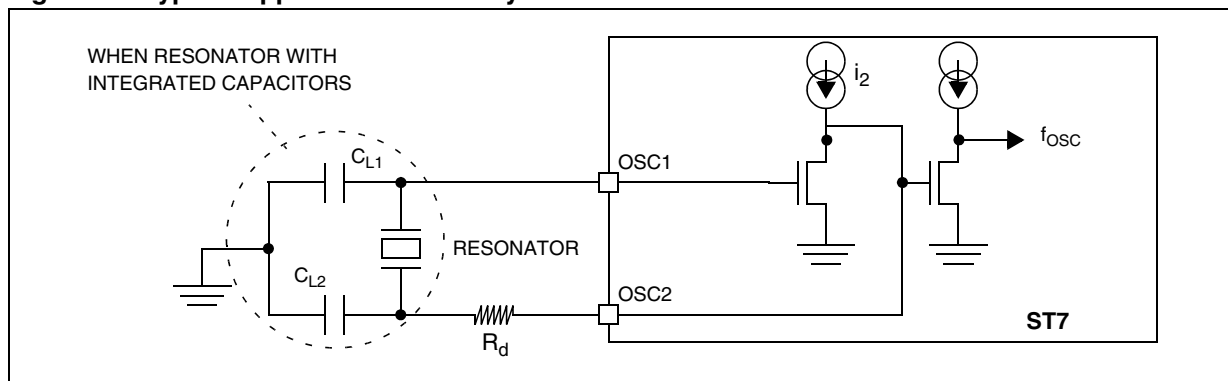 WHEN RESONATOR WITH
INTEGRATED CAPACITORS
CL1
CL2
RESONATOR
Rd
OSC1
OSC2
i2
fOSC
ST7